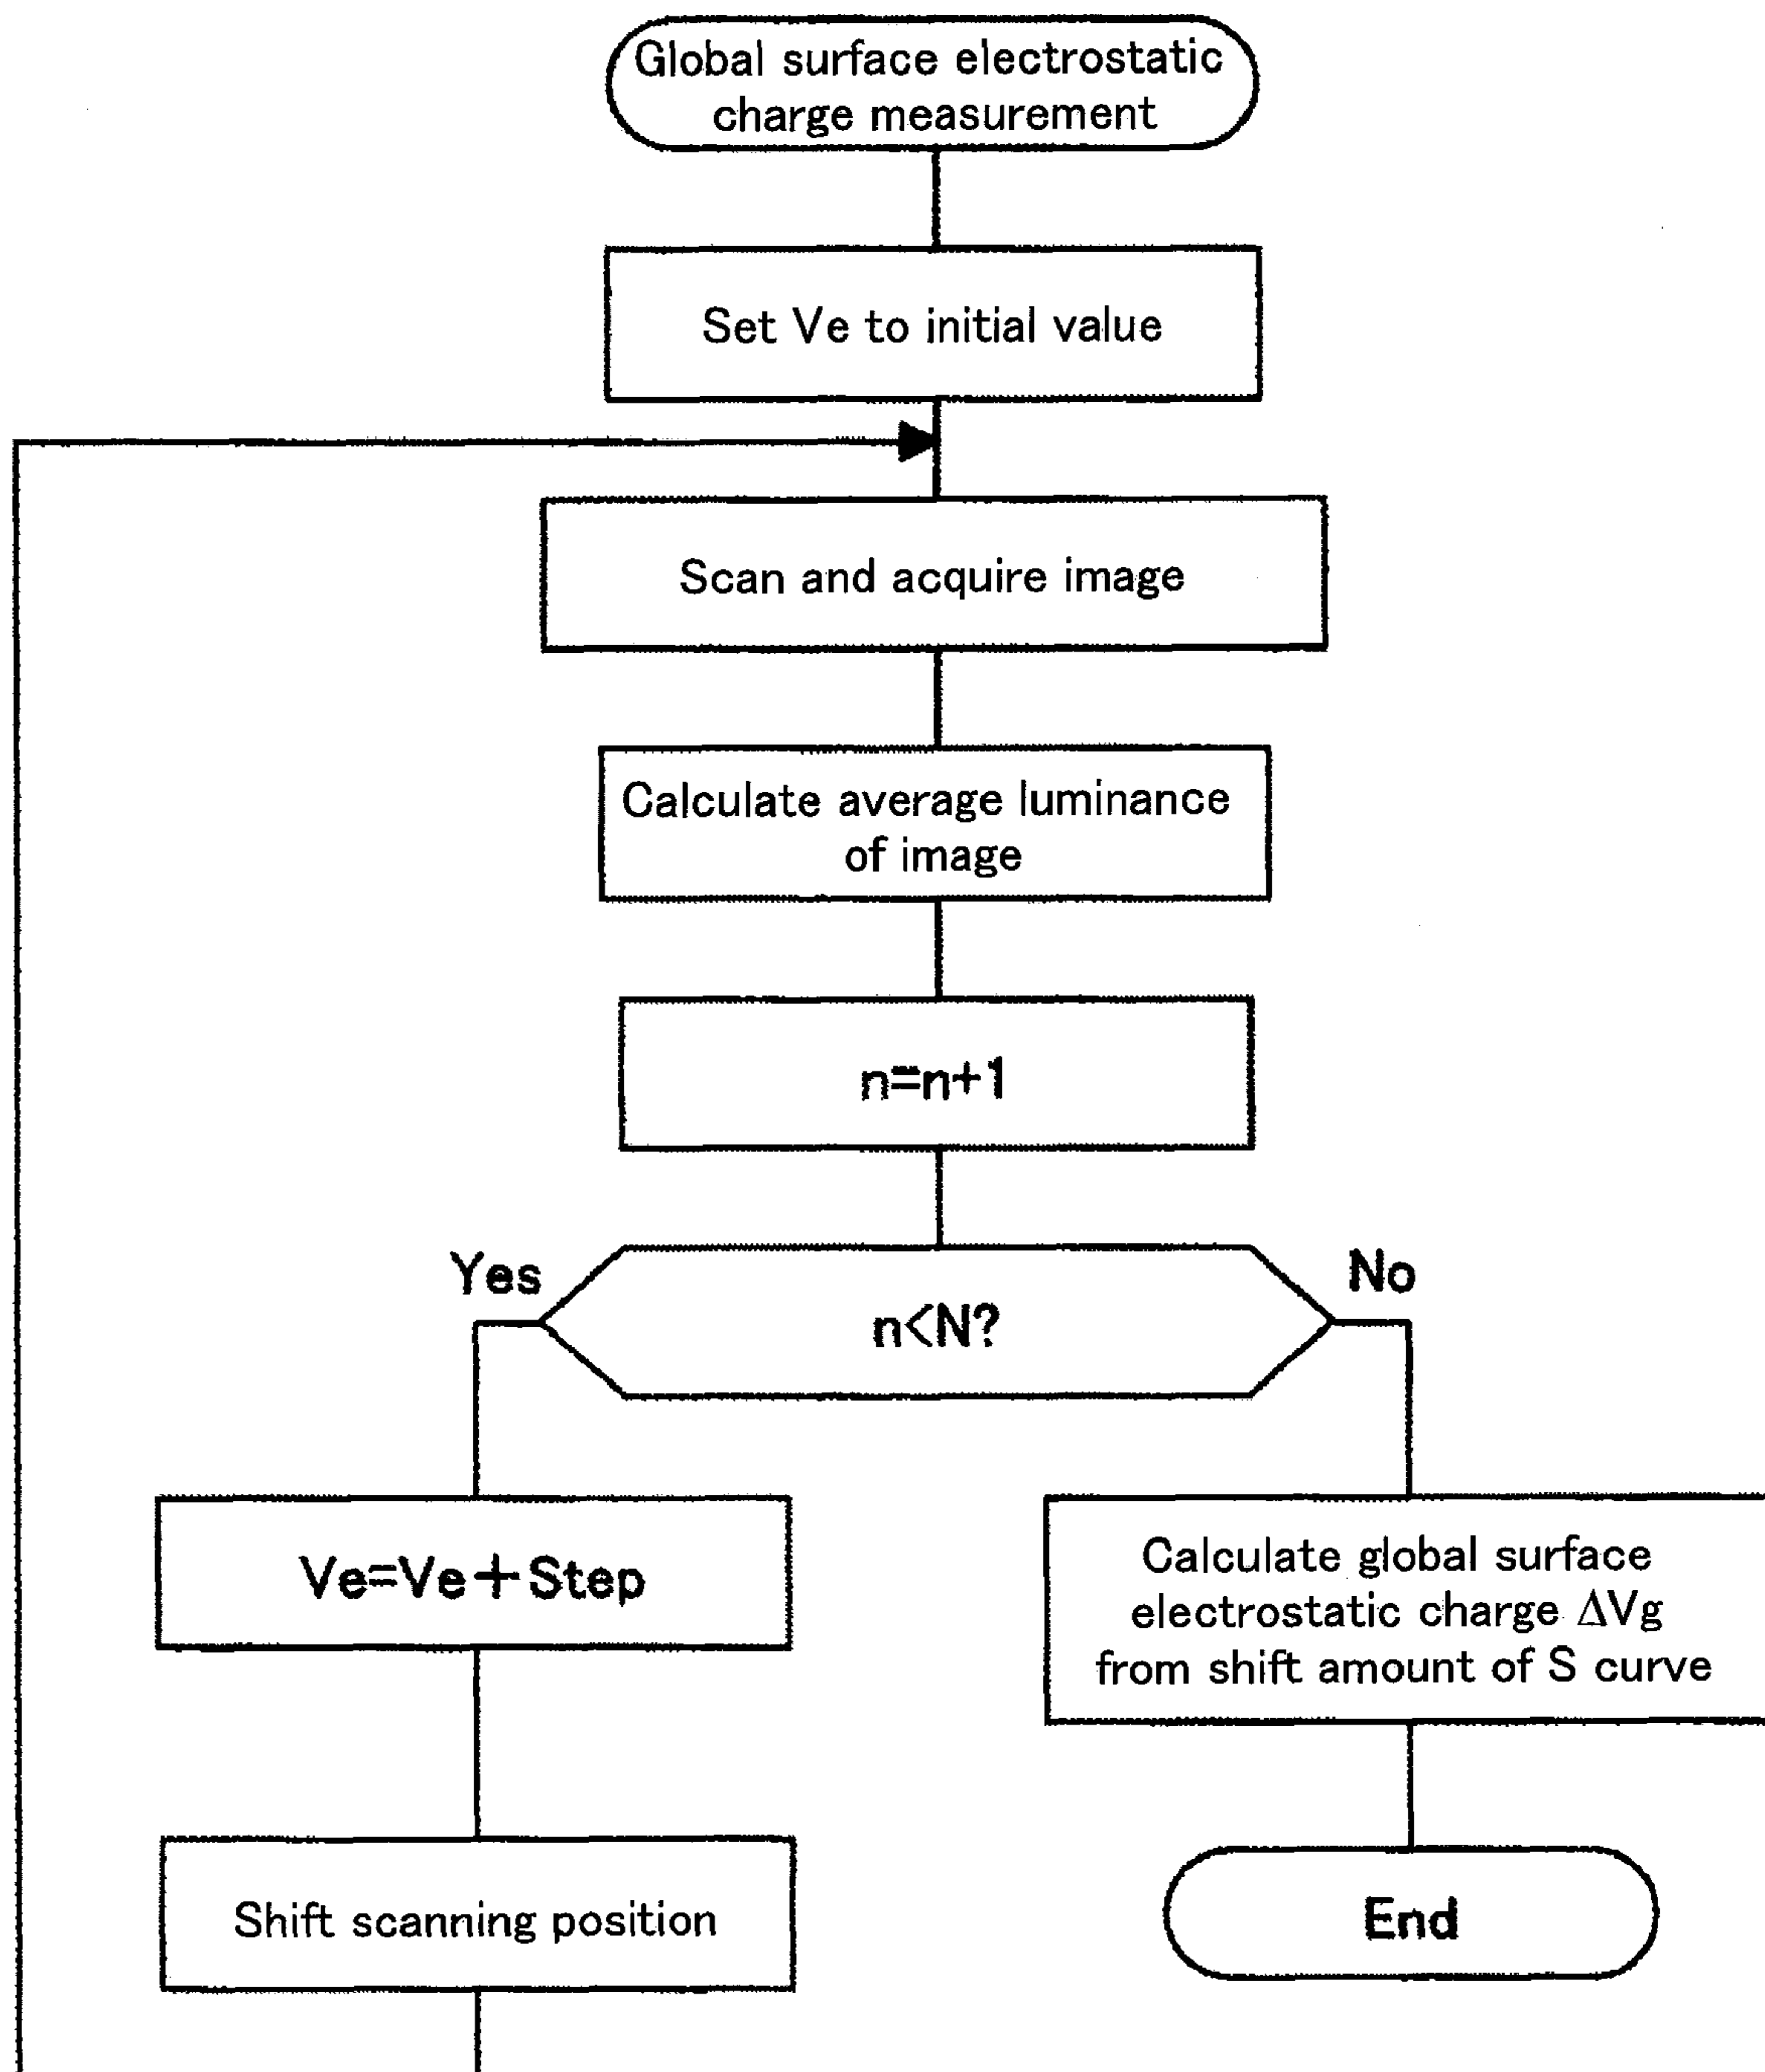 Global surface electrostatic
charge measurement
Set Ve to initial value
Scan and acquire image
Calculate average luminance
of image
n=n+1
Yes
No
n<N?
Ve=Ve+Step
Calculate global surface
electrostatic charge ΔVg
from shift amount of S curve
Shift scanning position
End